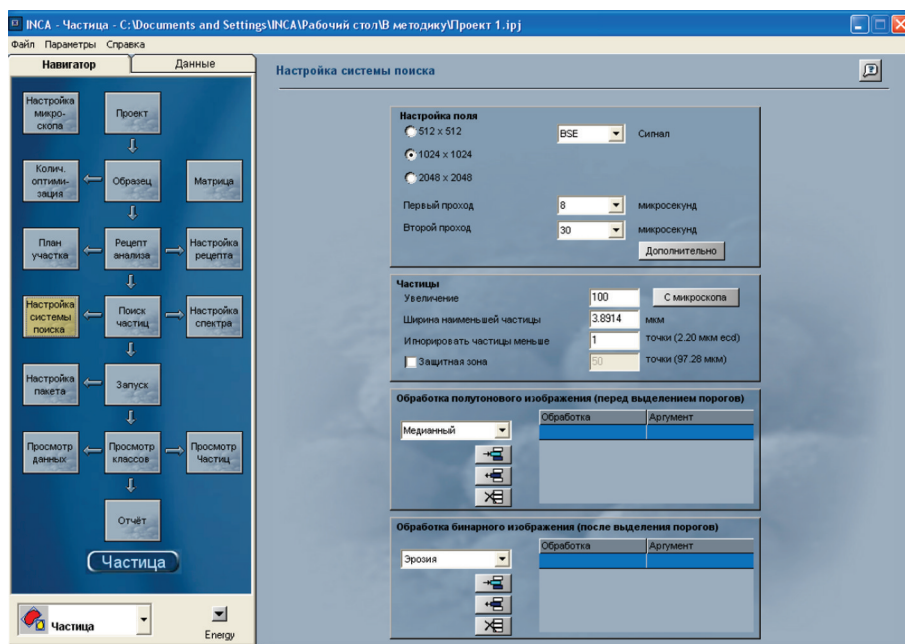 INCA - Частица - C:\Documents and Settings\INCA\Рабочий стол\В методику\Проект 1.ipj
Файл Параметры Справка
Навигатор
Данные
Настройка
микро-
скопа
Проект
Колич.
оптими-
зация
Образец
Матрица
План
участка
Рецепт
анализа
Настройка
рецепта
Настройка
системы
поиска
Поиск
частиц
Настройка
спектра
Настройка
пакета
Запуск
Просмотр
данных
Просмотр
классов
Просмотр
Частиц
Отчёт
Частица
Частица
Energy
Настройка системы поиска
Настройка поля
512 x 512
BSE
Сигнал
1024 x 1024
2048 x 2048
Первый проход
8
микросекунд
Второй проход
30
микросекунд
Дополнительно
Частицы
Увеличение
100
С микроскопа
Ширина наименьшей частицы
3.8914
мкм
Игнорировать частицы меньше
1
точки (2.20 мкм ecd)
Защитная зона
50
точки (97.28 мкм)
Обработка полутонового изображения (перед выделением порогов)
Медианный
Обработка
Аргумент
Обработка бинарного изображения (после выделения порогов)
Эрозия
Обработка
Аргумент